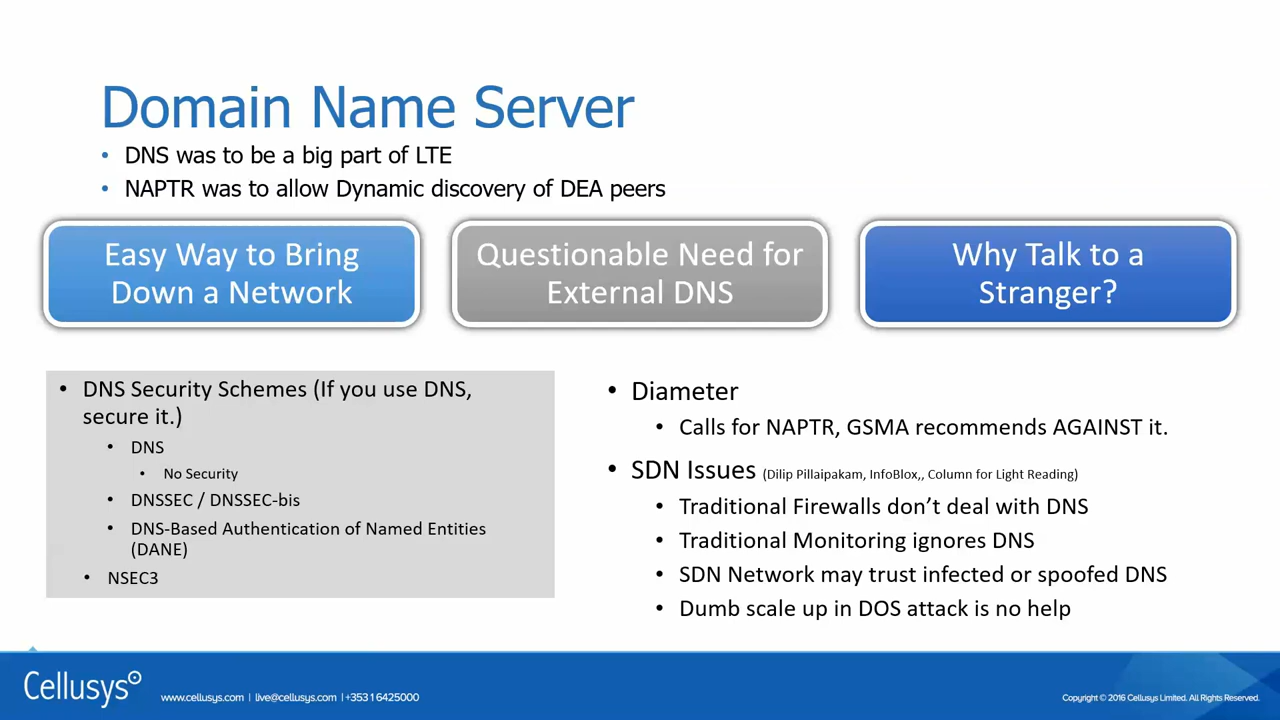 Domain Name Server
• DNS was to be a big part of LTE
• NAPTR was to allow Dynamic discovery of DEA peers
Easy Way to Bring
Down a Network
Questionable Need for
External DNS
Why Talk to a
Stranger?
• DNS Security Schemes (If you use DNS,
secure it.)
• DNS
• No Security
• DNSSEC / DNSSEC-bis
• DNS-Based Authentication of Named Entities
(DANE)
• NSEC3
• Diameter
• Calls for NAPTR, GSMA recommends AGAINST it.
• SDN Issues (Dilip Pillaipakam, InfoBlox,, Column for Light Reading)
• Traditional Firewalls don’t deal with DNS
• Traditional Monitoring ignores DNS
• SDN Network may trust infected or spoofed DNS
• Dumb scale up in DOS attack is no help
Cellusys
www.cellusys.com | live@cellusys.com | +35316425000
Copyright © 2016 Cellusys Limited. All Rights Reserved.